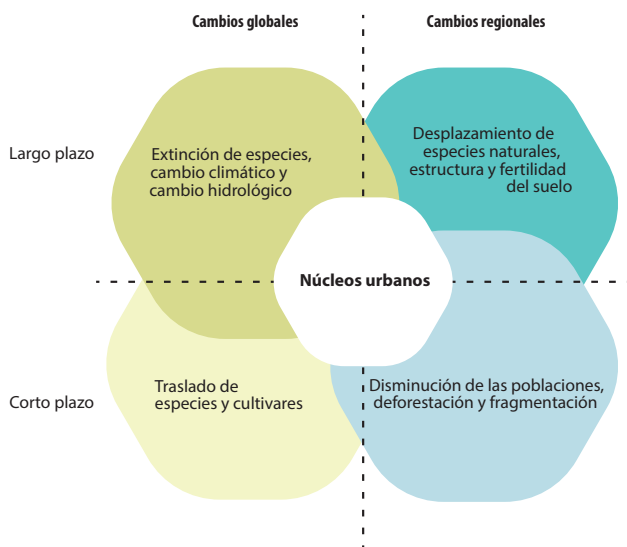 Cambios globales
Cambios regionales
Largo plazo
Extinción de especies,
cambio climático y
cambio hidrológico
Desplazamiento de
especies naturales,
estructura y fertilidad
del suelo
Núcleos urbanos
Corto plazo
Traslado de
especies y cultivares
Disminución de las poblaciones,
deforestación y fragmentación